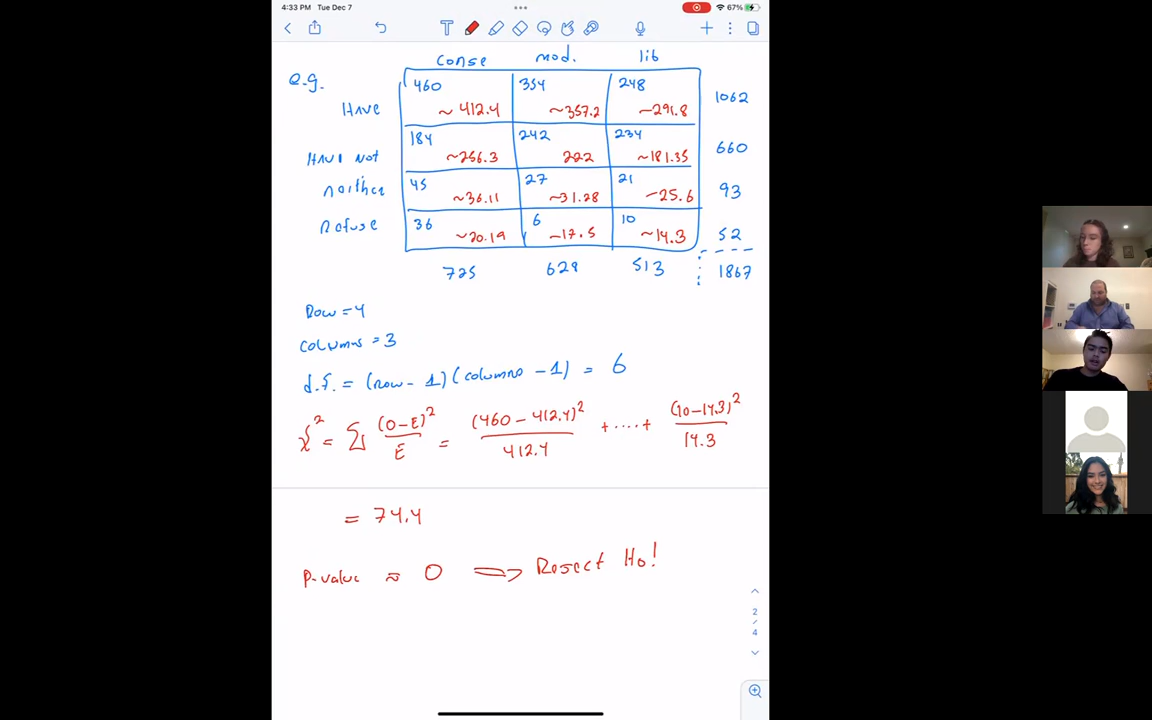 4:33 PM Tue Dec 7
67%
conse mod. lib
e.g.
460 354 248
Have ~412.4 ~357.2 ~291.8 1062
184 242 234
Have not ~256.3 222 ~181.35 660
45 27 21
neither ~36.11 ~31.28 ~25.6 93
36 6 10
Refuse ~20.19 ~17.5 ~14.3 52
725 628 513 1867
Row = 4
columns = 3
d.f. = (row - 1)(columns - 1) = 6
χ² = Σ (O-E)²/E = (460 - 412.4)²/412.4 + ····· + (10-14.3)²/14.3
= 74.4
P-value ≈ 0 ⟹ Reject Ho!
2
/
4